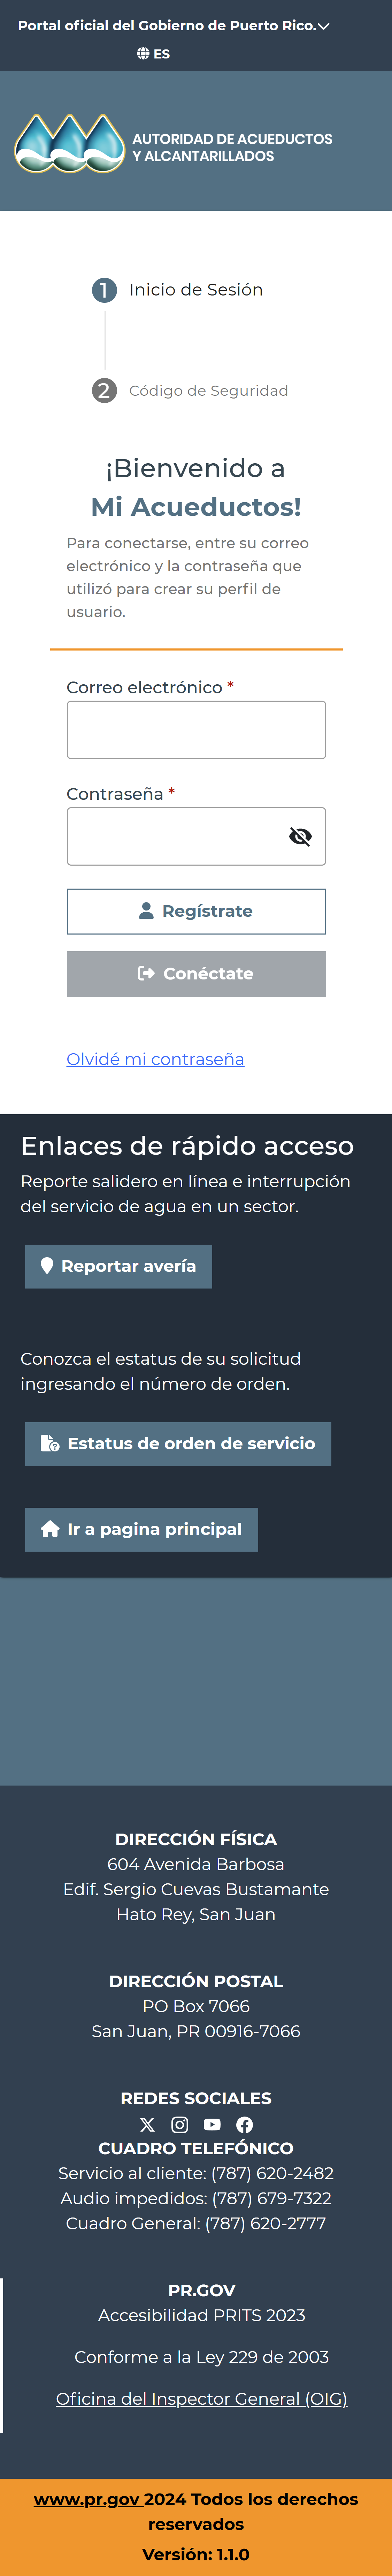 Portal oficial del Gobierno de Puerto Rico.
ES
AUTORIDAD DE ACUEDUCTOS
Y ALCANTARILLADOS
1 Inicio de Sesión
2 Código de Seguridad
¡Bienvenido a
Mi Acueductos!
Para conectarse, entre su correo
electrónico y la contraseña que
utilizó para crear su perfil de
usuario.
Correo electrónico *
Contraseña *
Regístrate
Conéctate
Olvidé mi contraseña
Enlaces de rápido acceso
Reporte salidero en línea e interrupción
del servicio de agua en un sector.
Reportar avería
Conozca el estatus de su solicitud
ingresando el número de orden.
Estatus de orden de servicio
Ir a pagina principal
DIRECCIÓN FÍSICA
604 Avenida Barbosa
Edif. Sergio Cuevas Bustamante
Hato Rey, San Juan
DIRECCIÓN POSTAL
PO Box 7066
San Juan, PR 00916-7066
REDES SOCIALES
CUADRO TELEFÓNICO
Servicio al cliente: (787) 620-2482
Audio impedidos: (787) 679-7322
Cuadro General: (787) 620-2777
PR.GOV
Accesibilidad PRITS 2023
Conforme a la Ley 229 de 2003
Oficina del Inspector General (OIG)
www.pr.gov 2024 Todos los derechos
reservados
Versión: 1.1.0